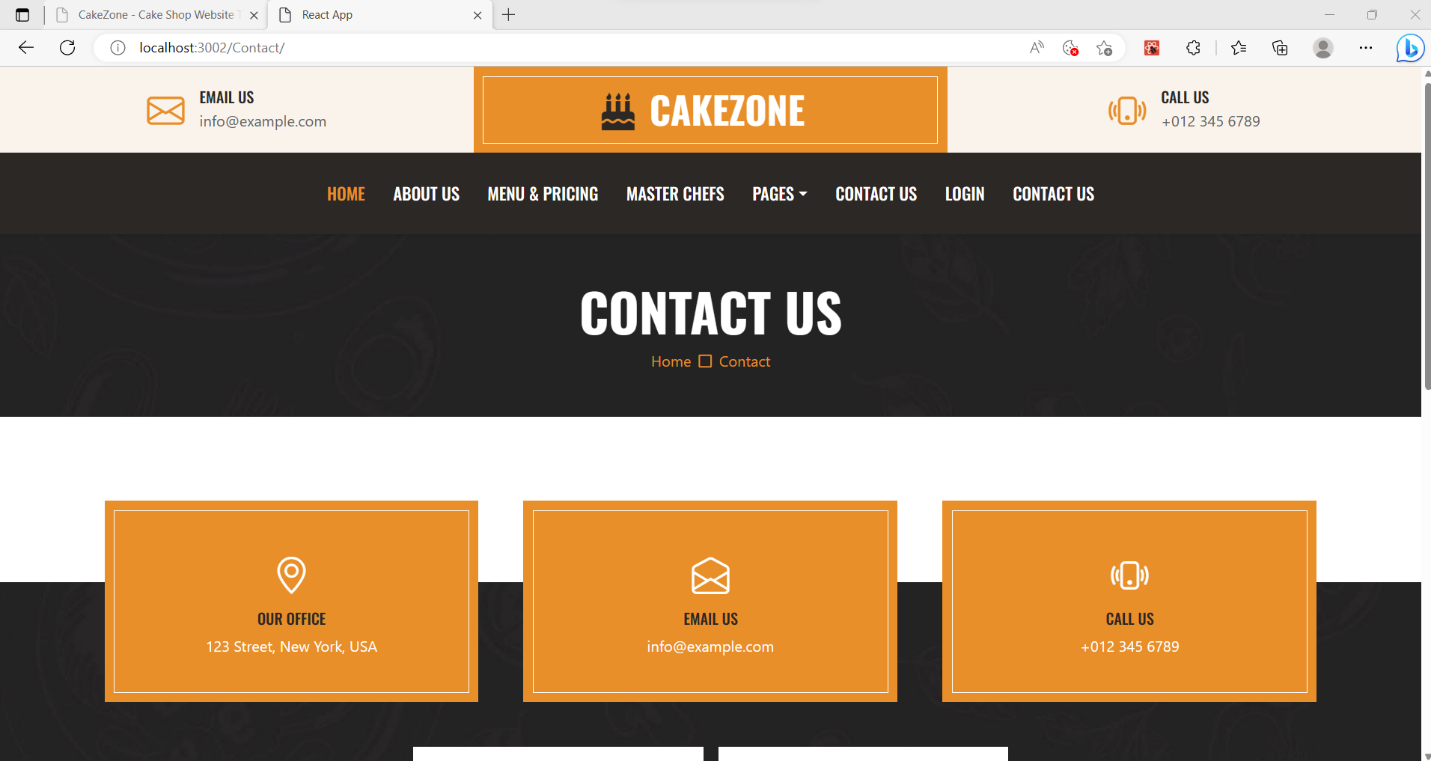 CakeZone - Cake Shop Website
React App
localhost:3002/Contact/
EMAIL US
info@example.com
CAKEZONE
CALL US
+012 345 6789
HOME ABOUT US MENU & PRICING MASTER CHEFS PAGES CONTACT US LOGIN CONTACT US
CONTACT US
Home Contact
OUR OFFICE
123 Street, New York, USA
EMAIL US
info@example.com
CALL US
+012 345 6789